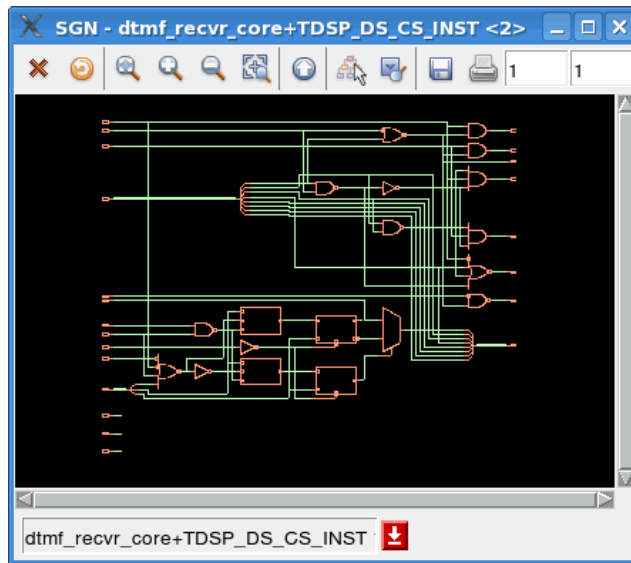 SGN - dtmf_recvr_core+TDSP_DS_CS_INST <2>
1 1
dtmf_recvr_core+TDSP_DS_CS_INST